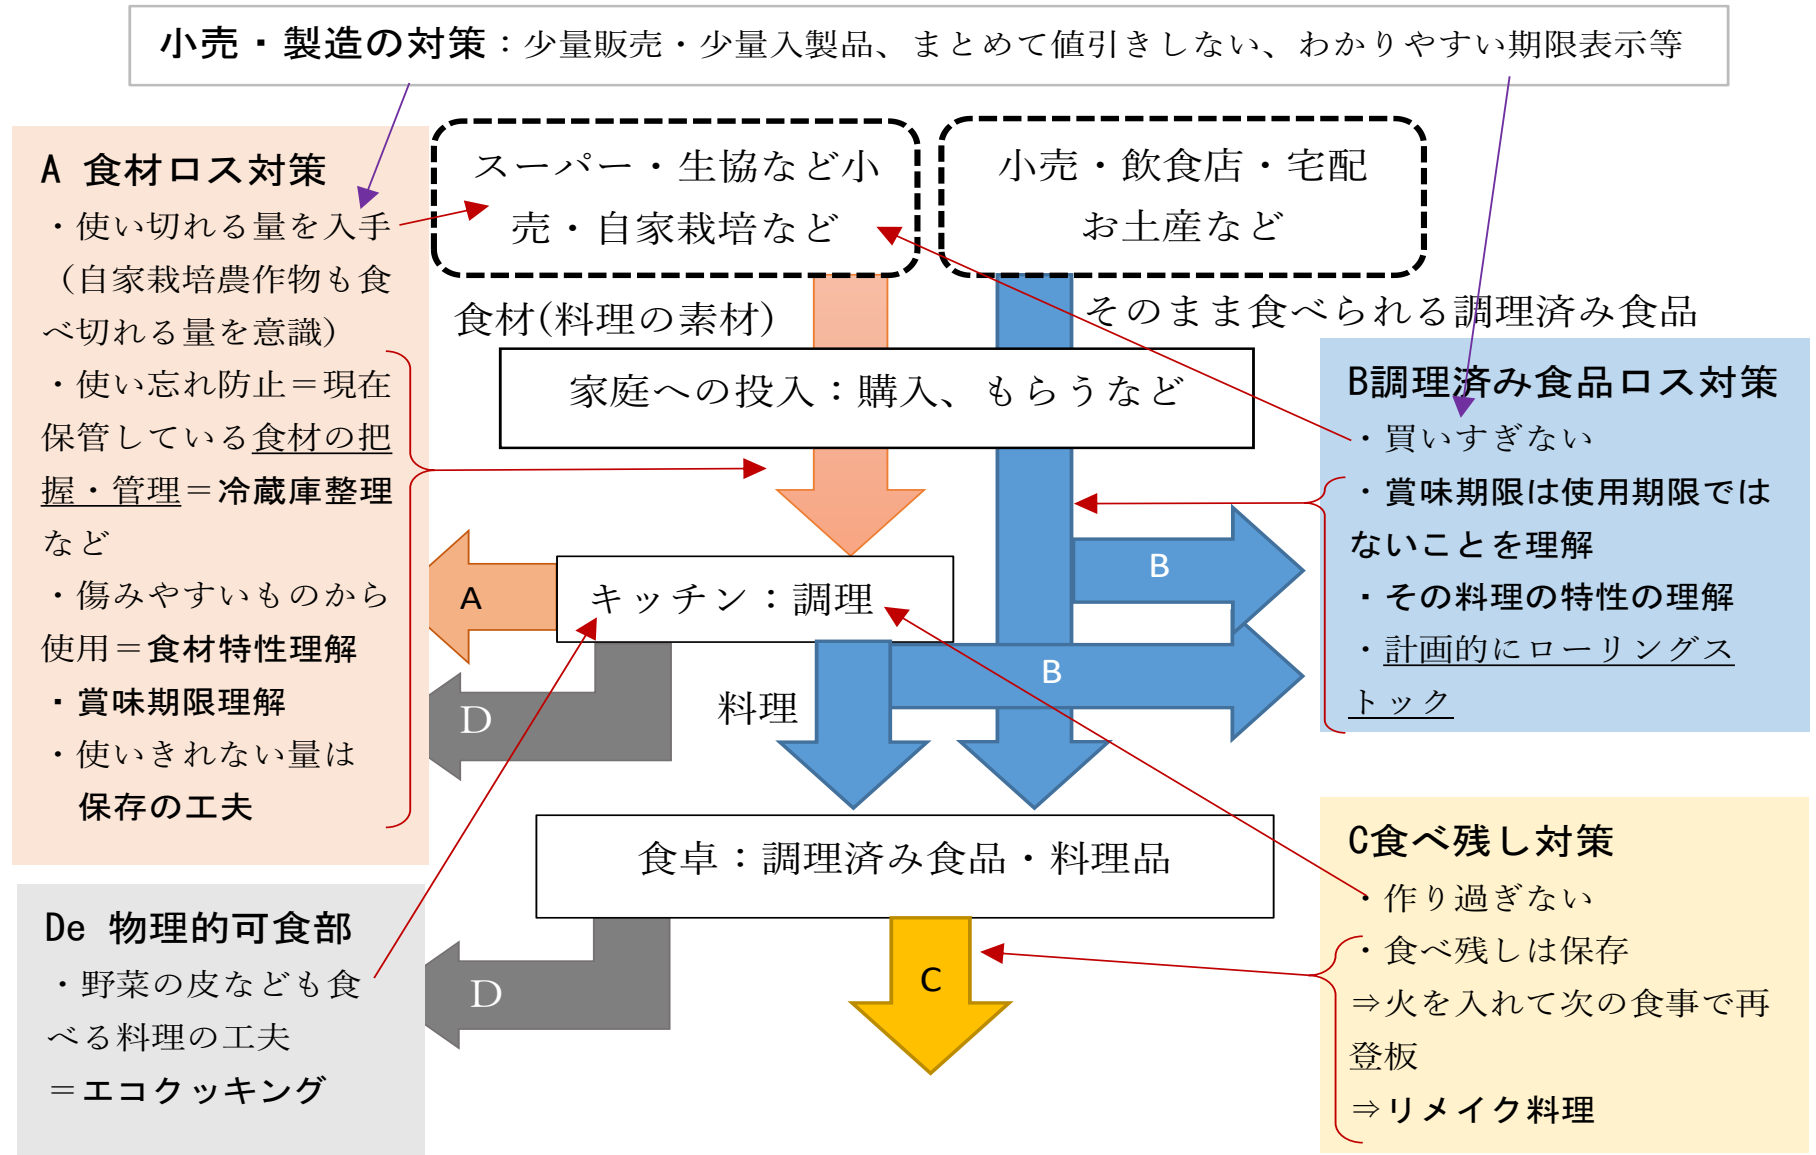 小売・製造の対策：少量販売・少量入製品、まとめて値引きしない、わかりやすい期限表示等
A 食材ロス対策
・使い切れる量を入手
（自家栽培農作物も食
べ切れる量を意識）
・使い忘れ防止＝現在
保管している食材の把
握・管理＝冷蔵庫整理
など
・傷みやすいものから
使用＝食材特性理解
・賞味期限理解
・使いきれない量は
保存の工夫
De 物理的可食部
・野菜の皮なども食
べる料理の工夫
＝エコクッキング
スーパー・生協など小
売・自家栽培など
小売・飲食店・宅配
お土産など
食材(料理の素材)
そのまま食べられる調理済み食品
家庭への投入：購入、もらうなど
A
キッチン：調理
B
B
D
料理
食卓：調理済み食品・料理品
D
C
B調理済み食品ロス対策
・買いすぎない
・賞味期限は使用期限では
ないことを理解
・その料理の特性の理解
・計画的にローリングス
トック
C食べ残し対策
・作り過ぎない
・食べ残しは保存
⇒火を入れて次の食事で再
登板
⇒リメイク料理